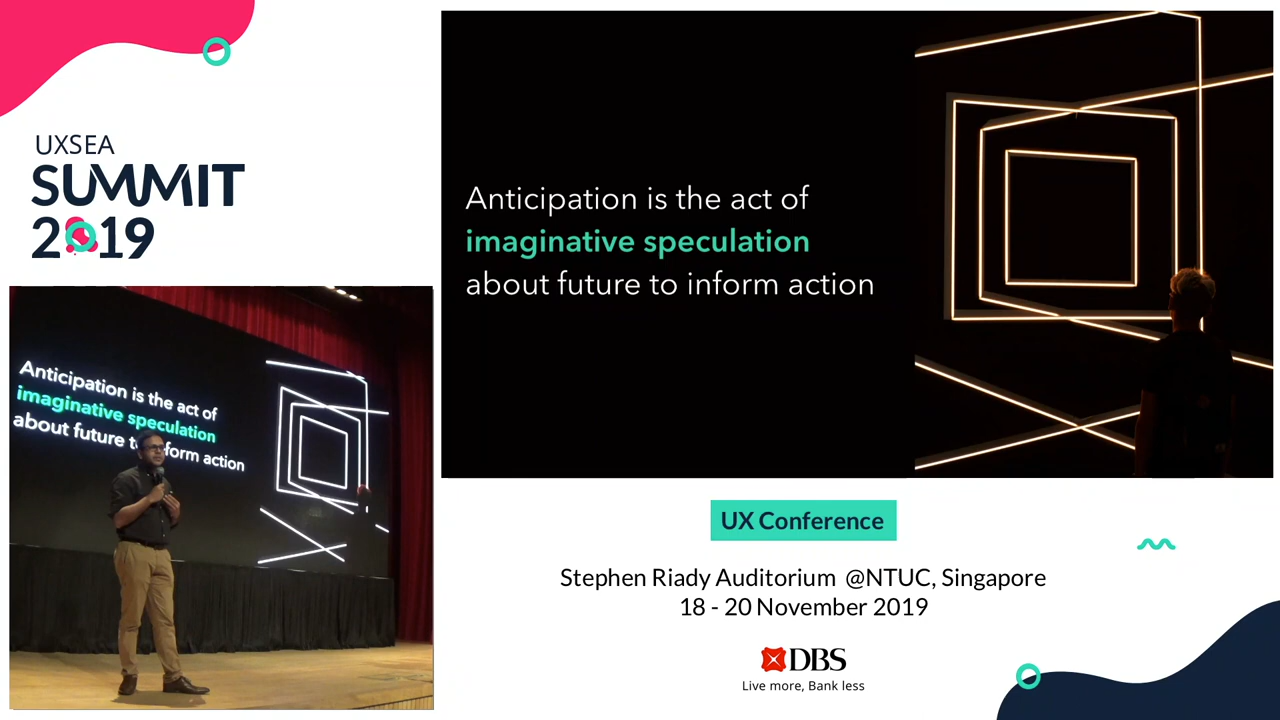 UXSEA
SUMMIT
2019
Anticipation is the act of
imaginative speculation
about future to inform action
Anticipation is the act of
imaginative speculation
about future to inform action
UX Conference
Stephen Riady Auditorium @NTUC, Singapore
18 - 20 November 2019
DBS
Live more, Bank less